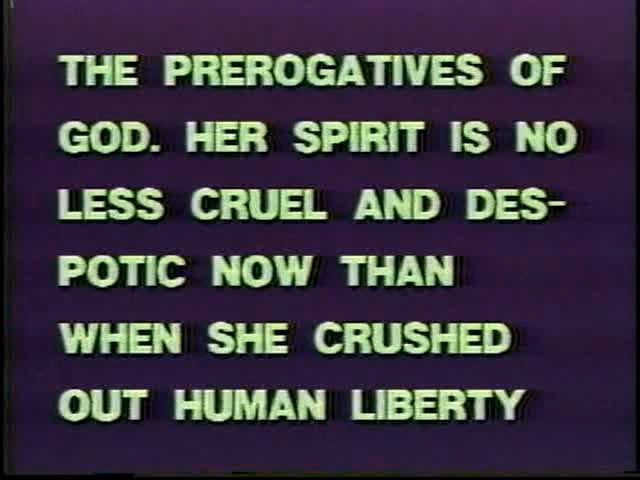 THE PREROGATIVES OF
GOD. HER SPIRIT IS NO
LESS CRUEL AND DES-
POTIC NOW THAN
WHEN SHE CRUSHED
OUT HUMAN LIBERTY